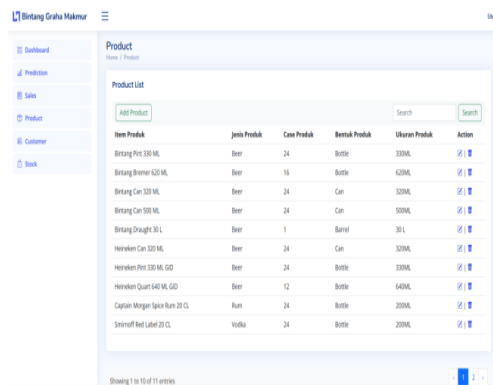 Bintang Graha Makmur
Dashboard
Prediction
Sales
Product
Customer
Stock
Product
Home / Product
Product List
Add Product Search Search
Item Produk Jenis Produk Case Produk Bentuk Produk Ukuran Produk Action
Bintang Pint 330 ML Beer 24 Bottle 330ML |
Bintang Bremer 620 ML Beer 16 Bottle 620ML |
Bintang Can 320 ML Beer 24 Can 320ML |
Bintang Can 500 ML Beer 24 Can 500ML |
Bintang Draught 30 L Beer 1 Barrel 30 L |
Heineken Can 320 ML Beer 24 Can 320ML |
Heineken Pint 330 ML GID Beer 24 Bottle 330ML |
Heineken Quart 640 ML GID Beer 12 Bottle 640ML |
Captain Morgan Spice Rum 20 CL Rum 24 Bottle 200ML |
Smirnoff Red Label 20 CL Vodka 24 Bottle 200ML |
Showing 1 to 10 of 11 entries
‹ 1 2 ›